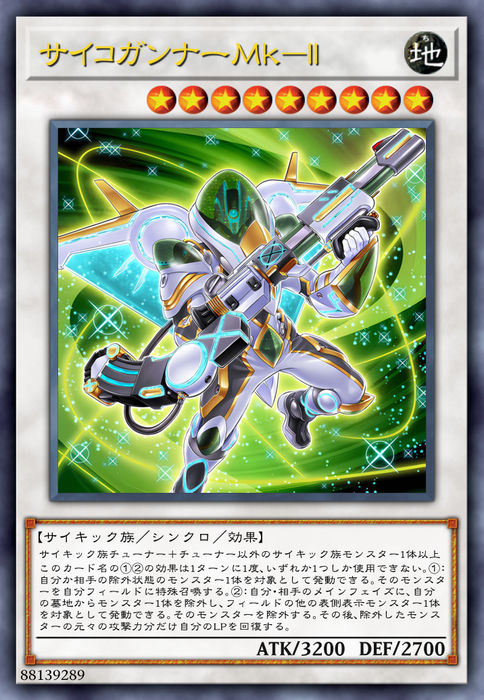 サイコガンナーMk-II
ち
地
【サイキック族／シンクロ／効果】
サイキック族チューナー＋チューナー以外のサイキック族モンスター1体以上
このカード名の①②の効果は1ターンに1度、いずれか1つしか使用できない。①：
自分か相手の除外状態のモンスター1体を対象として発動できる。そのモンスタ
ーを自分フィールドに特殊召喚する。②：自分・相手のメインフェイズに、自分
の墓地からモンスター1体を除外し、フィールドの他の表側表示モンスター1体
を対象として発動できる。そのモンスターを除外する。その後、除外したモンス
ターの元々の攻撃力分だけ自分のLPを回復する。
ATK/3200 DEF/2700
88139289